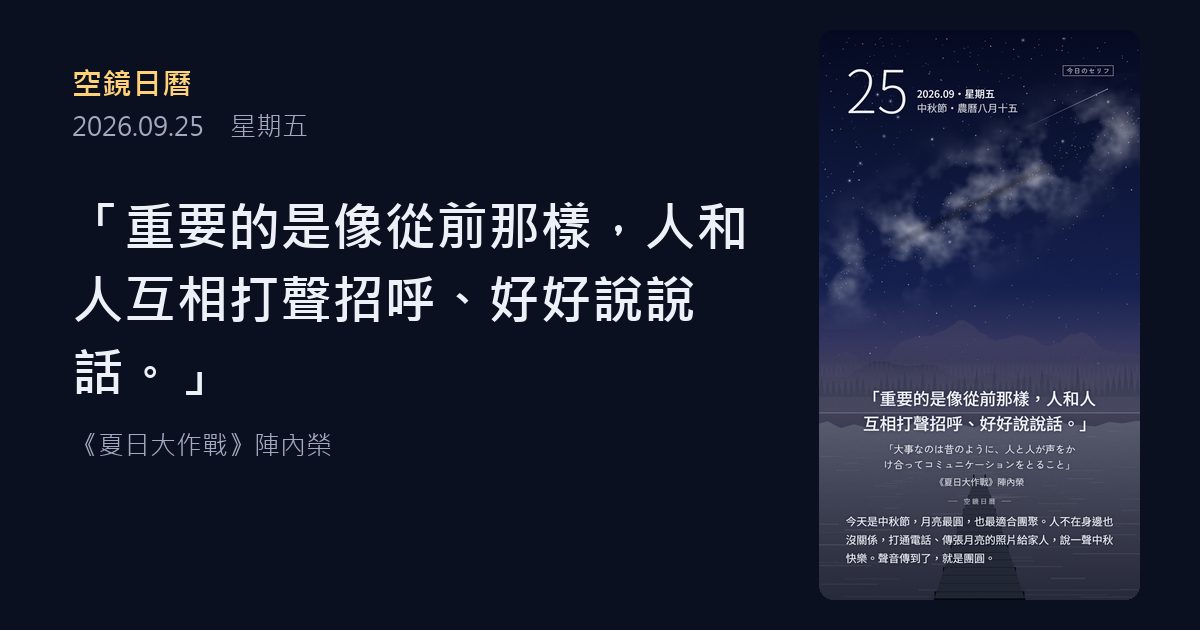 空鏡日曆
2026.09.25 星期五
「重要的是像從前那樣，人和
人互相打聲招呼、好好說說
話。」
《夏日大作戰》陣內榮
25
2026.09・星期五
中秋節・農曆八月十五
今日のセリフ
「重要的是像從前那樣，人和人
互相打聲招呼、好好說說話。」
「大事なのは昔のように、人と人が声をか
け合ってコミュニケーションをとること」
《夏日大作戰》陣內榮
— 空鏡日曆 —
今天是中秋節，月亮最圓，也最適合團聚。人不在身邊也
沒關係，打通電話、傳張月亮的照片給家人，說一聲中秋
快樂。聲音傳到了，就是團圓。